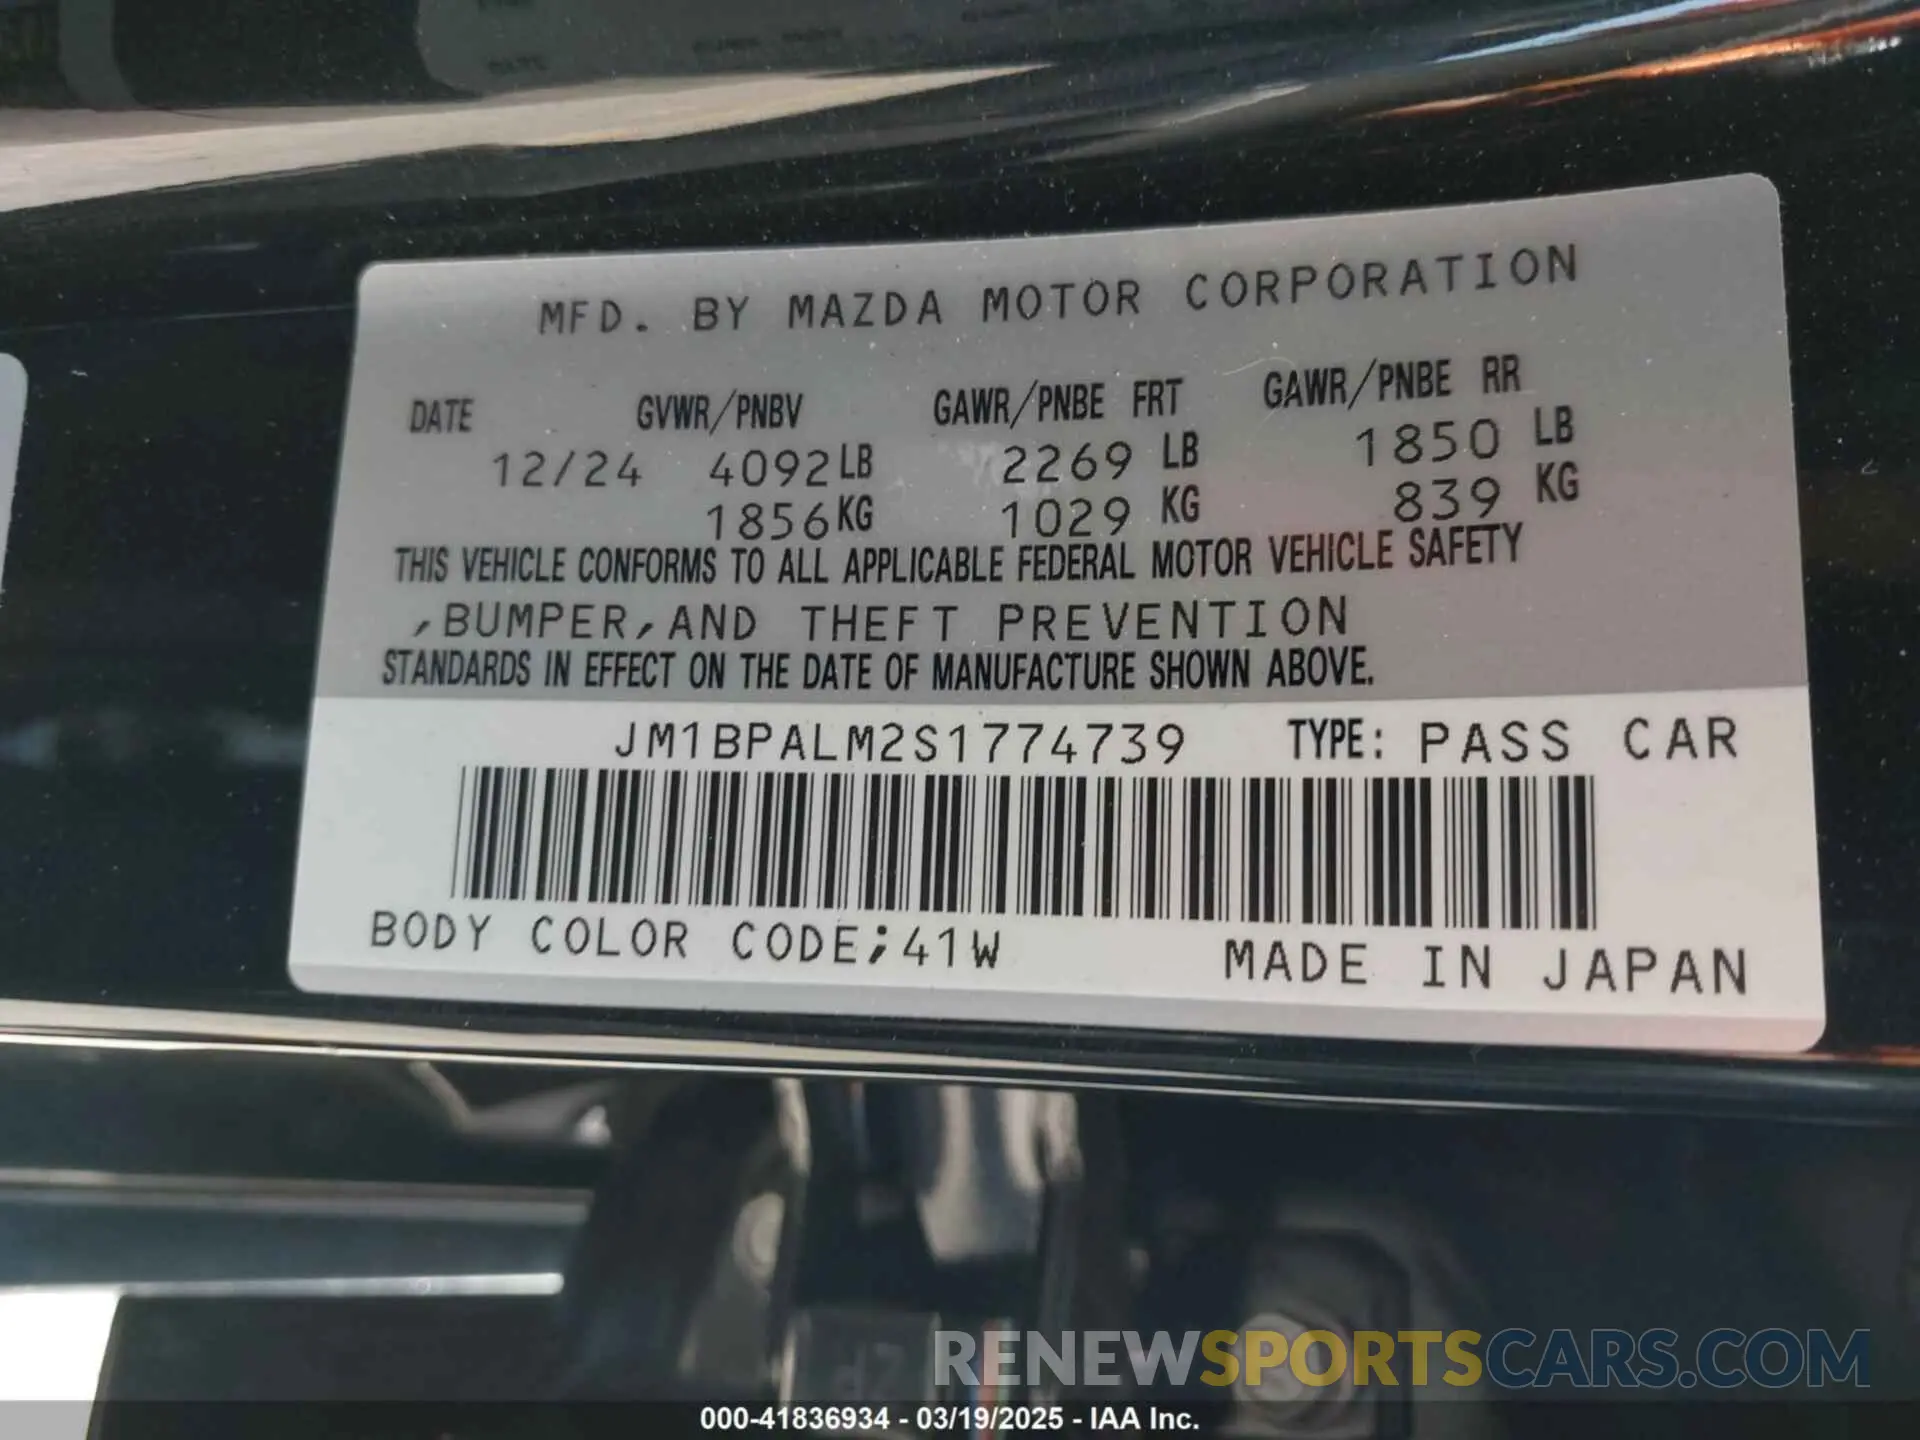 MFD. BY MAZDA MOTOR CORPORATION
DATE GVWR/PNBV GAWR/PNBE FRT GAWR/PNBE RR
12/24 4092LB 2269 LB 1850 LB
1856KG 1029 KG 839 KG
THIS VEHICLE CONFORMS TO ALL APPLICABLE FEDERAL MOTOR VEHICLE SAFETY
,BUMPER,AND THEFT PREVENTION
STANDARDS IN EFFECT ON THE DATE OF MANUFACTURE SHOWN ABOVE.
JM1BPALM2S1774739 TYPE: PASS CAR
BODY COLOR CODE;41W MADE IN JAPAN
RENEWSPORTSCARS.COM
000-41836934 - 03/19/2025 - IAA Inc.